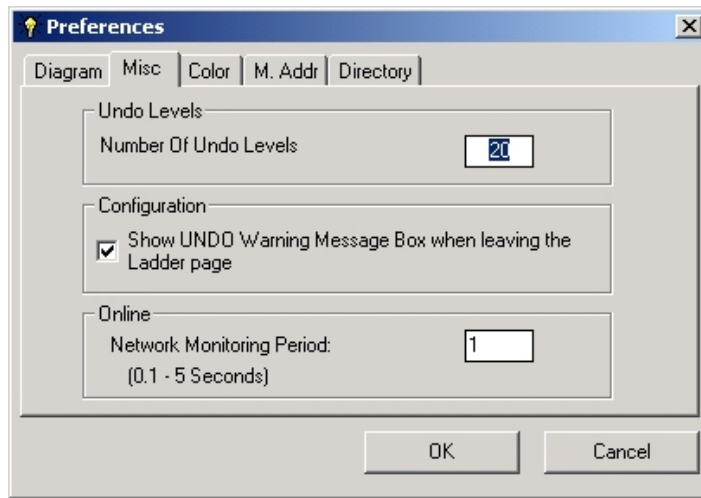 Preferences
Diagram Misc Color M. Addr Directory
Undo Levels
Number Of Undo Levels 20
Configuration
Show UNDO Warning Message Box when leaving the
Ladder page
Online
Network Monitoring Period: 1
(0.1 - 5 Seconds)
OK Cancel